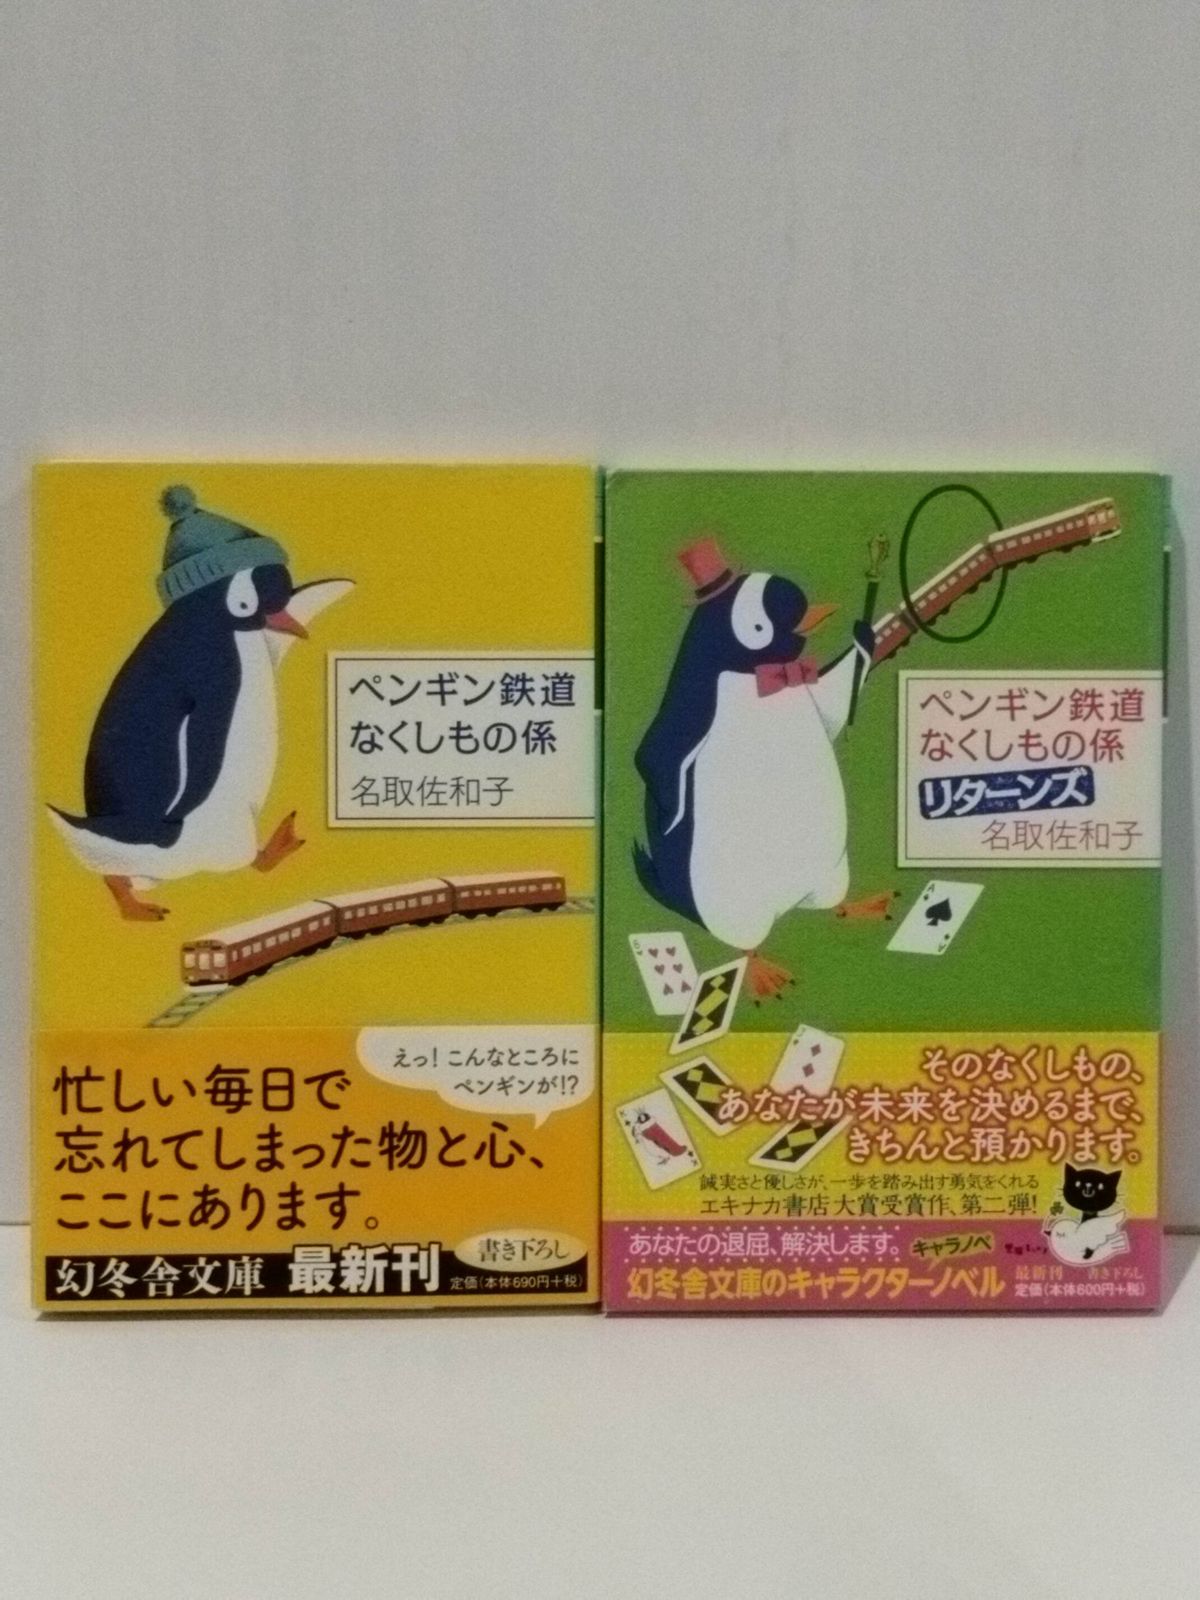 ペンギン鉄道
なくしもの係
名取佐和子
えっ!こんなところに
ペンギンが!?
忙しい毎日で
忘れてしまった物と心、
ここにあります。
書き下ろし
幻冬舎文庫 最新刊
定価(本体690円+税)
ペンギン鉄道
なくしもの係
リターンズ
名取佐和子
そのなくしもの、
あなたが未来を決めるまで、
きちんと預かります。
誠実さと優しさが、一歩を踏み出す勇気をくれる
エキナカ書店大賞受賞作、第二弾!
あなたの退屈、解決します。
キャラノベ
幻冬舎文庫のキャラクターノベル
最新刊 書き下ろし
定価(本体600円+税)